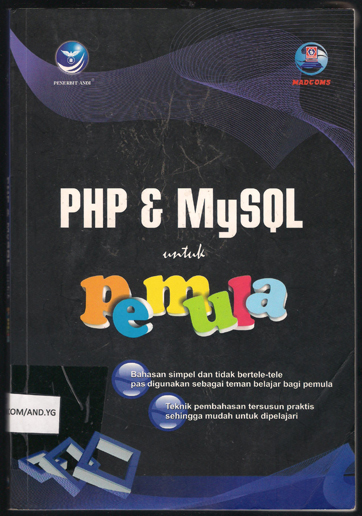 PENERBIT ANDI
MADCOMS
PHP & MySQL
untuk
pemula
Bahasan simpel dan tidak bertele-tele
pas digunakan sebagai teman belajar bagi pemula
Teknik pembahasan tersusun praktis
sehingga mudah untuk dipelajari
COM/AND.YG